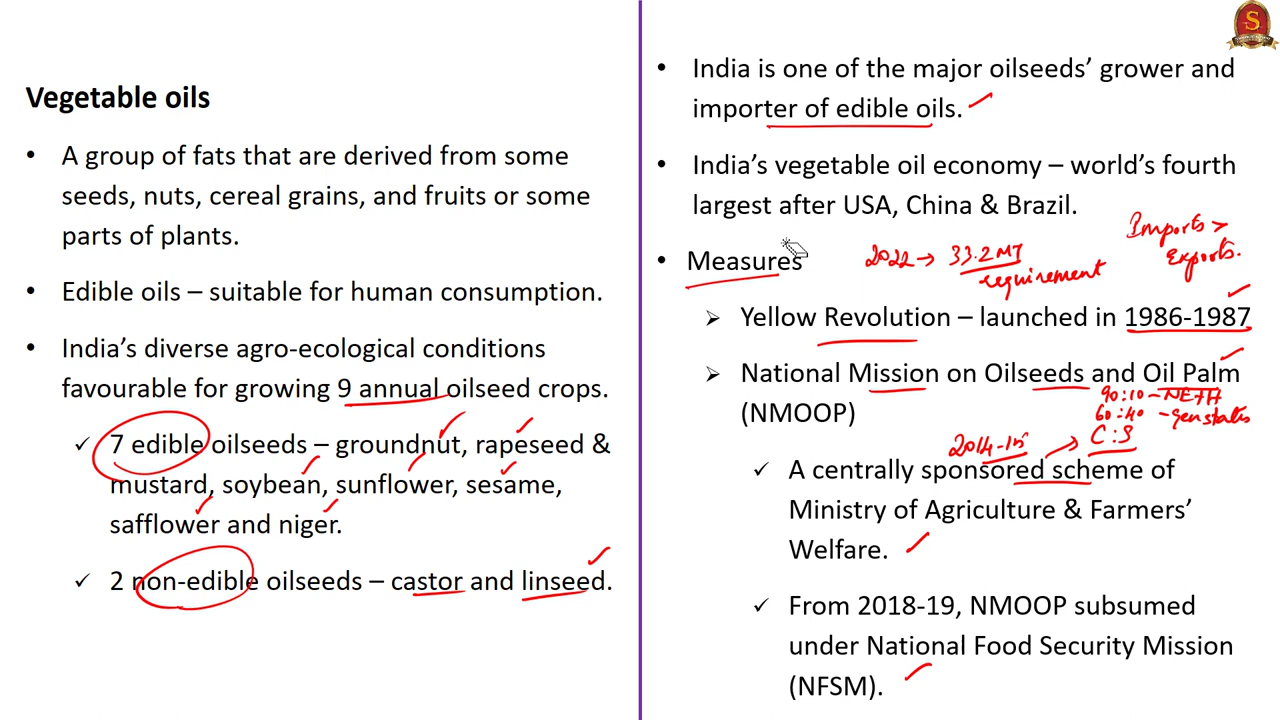 Vegetable oils
• A group of fats that are derived from some
seeds, nuts, cereal grains, and fruits or some
parts of plants.
• Edible oils – suitable for human consumption.
• India's diverse agro-ecological conditions
favourable for growing 9 annual oilseed crops.
✓ 7 edible oilseeds – groundnut, rapeseed &
mustard, soybean, sunflower, sesame,
safflower and niger.
✓ 2 non-edible oilseeds – castor and linseed.
S
• India is one of the major oilseeds' grower and
importer of edible oils.
• India's vegetable oil economy – world's fourth
largest after USA, China & Brazil.
Imports >
Exports.
• Measures
2022 → 33.2 MT
requirement
➢ Yellow Revolution – launched in 1986-1987
➢ National Mission on Oilseeds and Oil Palm
(NMOOP)
90:10 – NE+H
60:40 – gen states
2014-15 → C:S
✓ A centrally sponsored scheme of
Ministry of Agriculture & Farmers'
Welfare.
✓ From 2018-19, NMOOP subsumed
under National Food Security Mission
(NFSM).